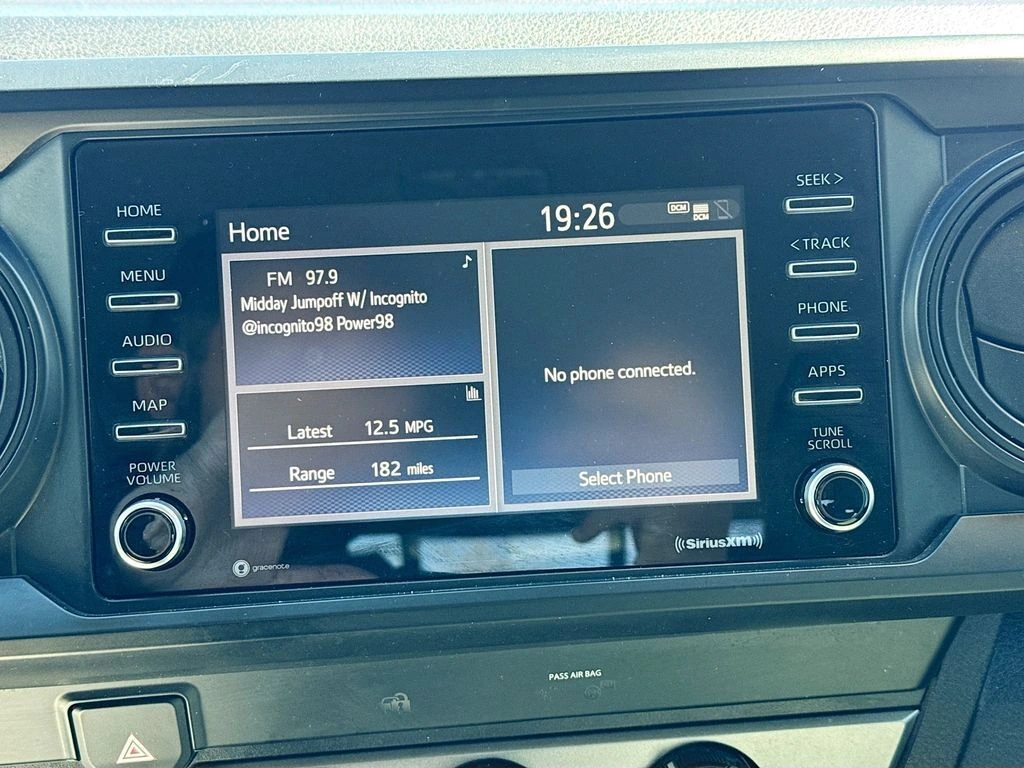 HOME
MENU
AUDIO
MAP
POWER
VOLUME
gracenote
Home
19:26
DCM
DCM
FM 97.9
Midday Jumpoff W/ Incognito
@incognito98 Power98
Latest 12.5 MPG
Range 182 miles
No phone connected.
Select Phone
((SiriusXM))
SEEK >
< TRACK
PHONE
APPS
TUNE
SCROLL
PASS AIR BAG